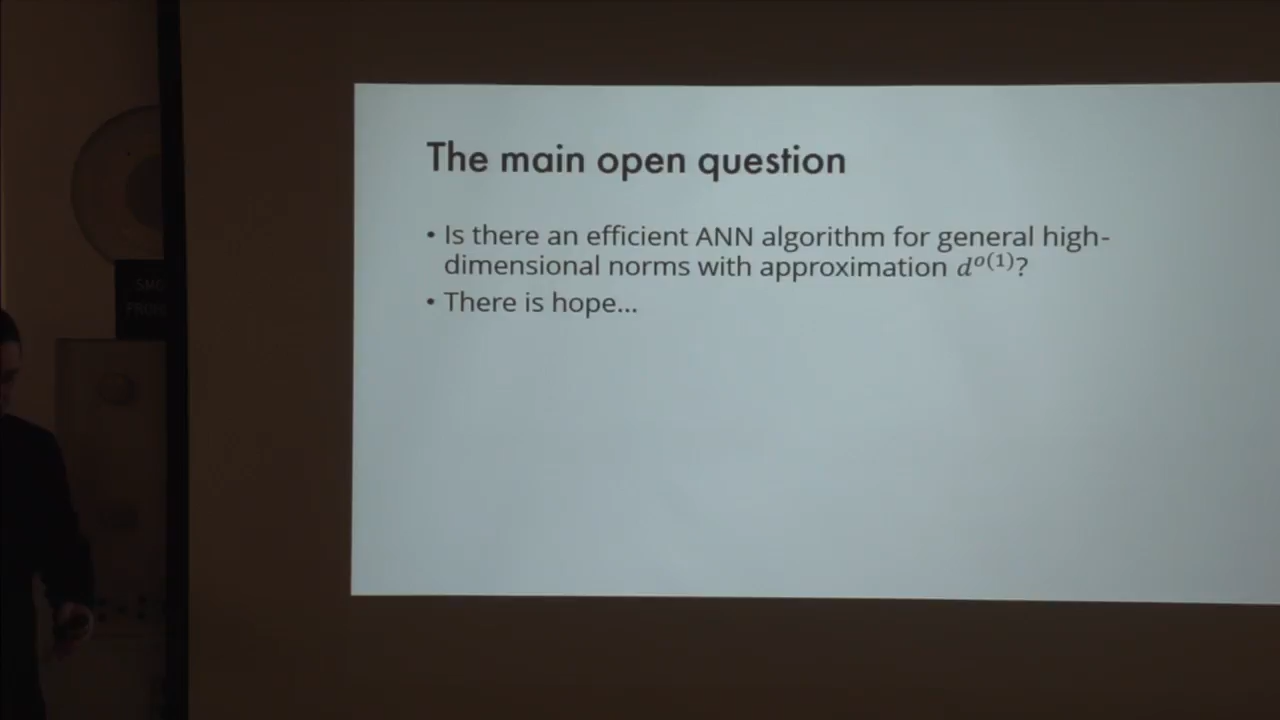 The main open question
• Is there an efficient ANN algorithm for general high-
dimensional norms with approximation $d^{o(1)}$?
• There is hope...